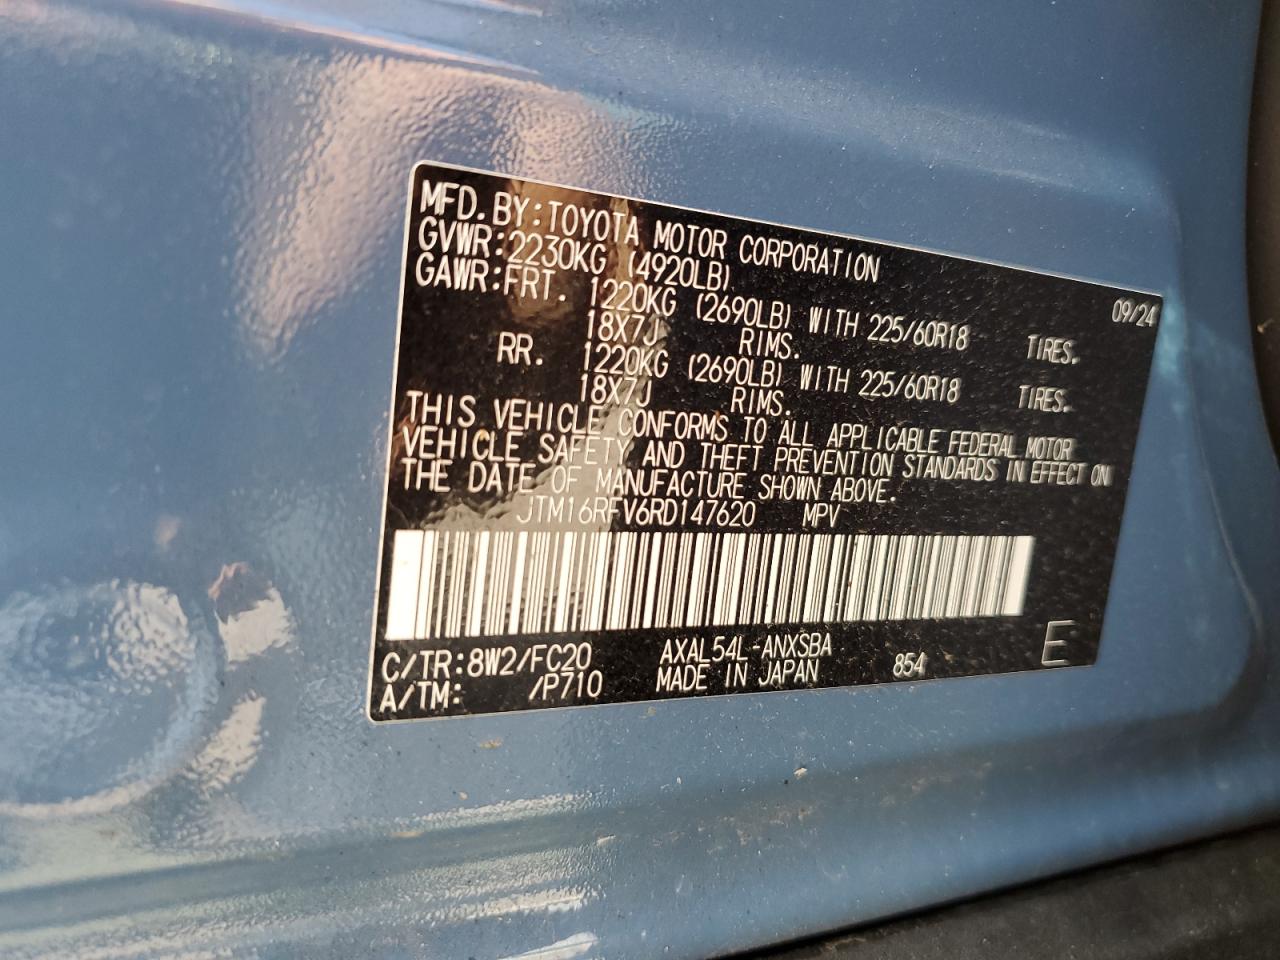 MFD. BY: TOYOTA MOTOR CORPORATION 09/24
GVWR: 2230KG (4920LB)
GAWR: FRT. 1220KG (2690LB) WITH 225/60R18 TIRES.
18X7J RIMS.
RR. 1220KG (2690LB) WITH 225/60R18 TIRES.
18X7J RIMS.
THIS VEHICLE CONFORMS TO ALL APPLICABLE FEDERAL MOTOR
VEHICLE SAFETY AND THEFT PREVENTION STANDARDS IN EFFECT ON
THE DATE OF MANUFACTURE SHOWN ABOVE.
JTM16RFV6RD147620 MPV
C/TR: 8W2/FC20 AXAL54L-ANXSBA 854 E
A/TM: /P710 MADE IN JAPAN